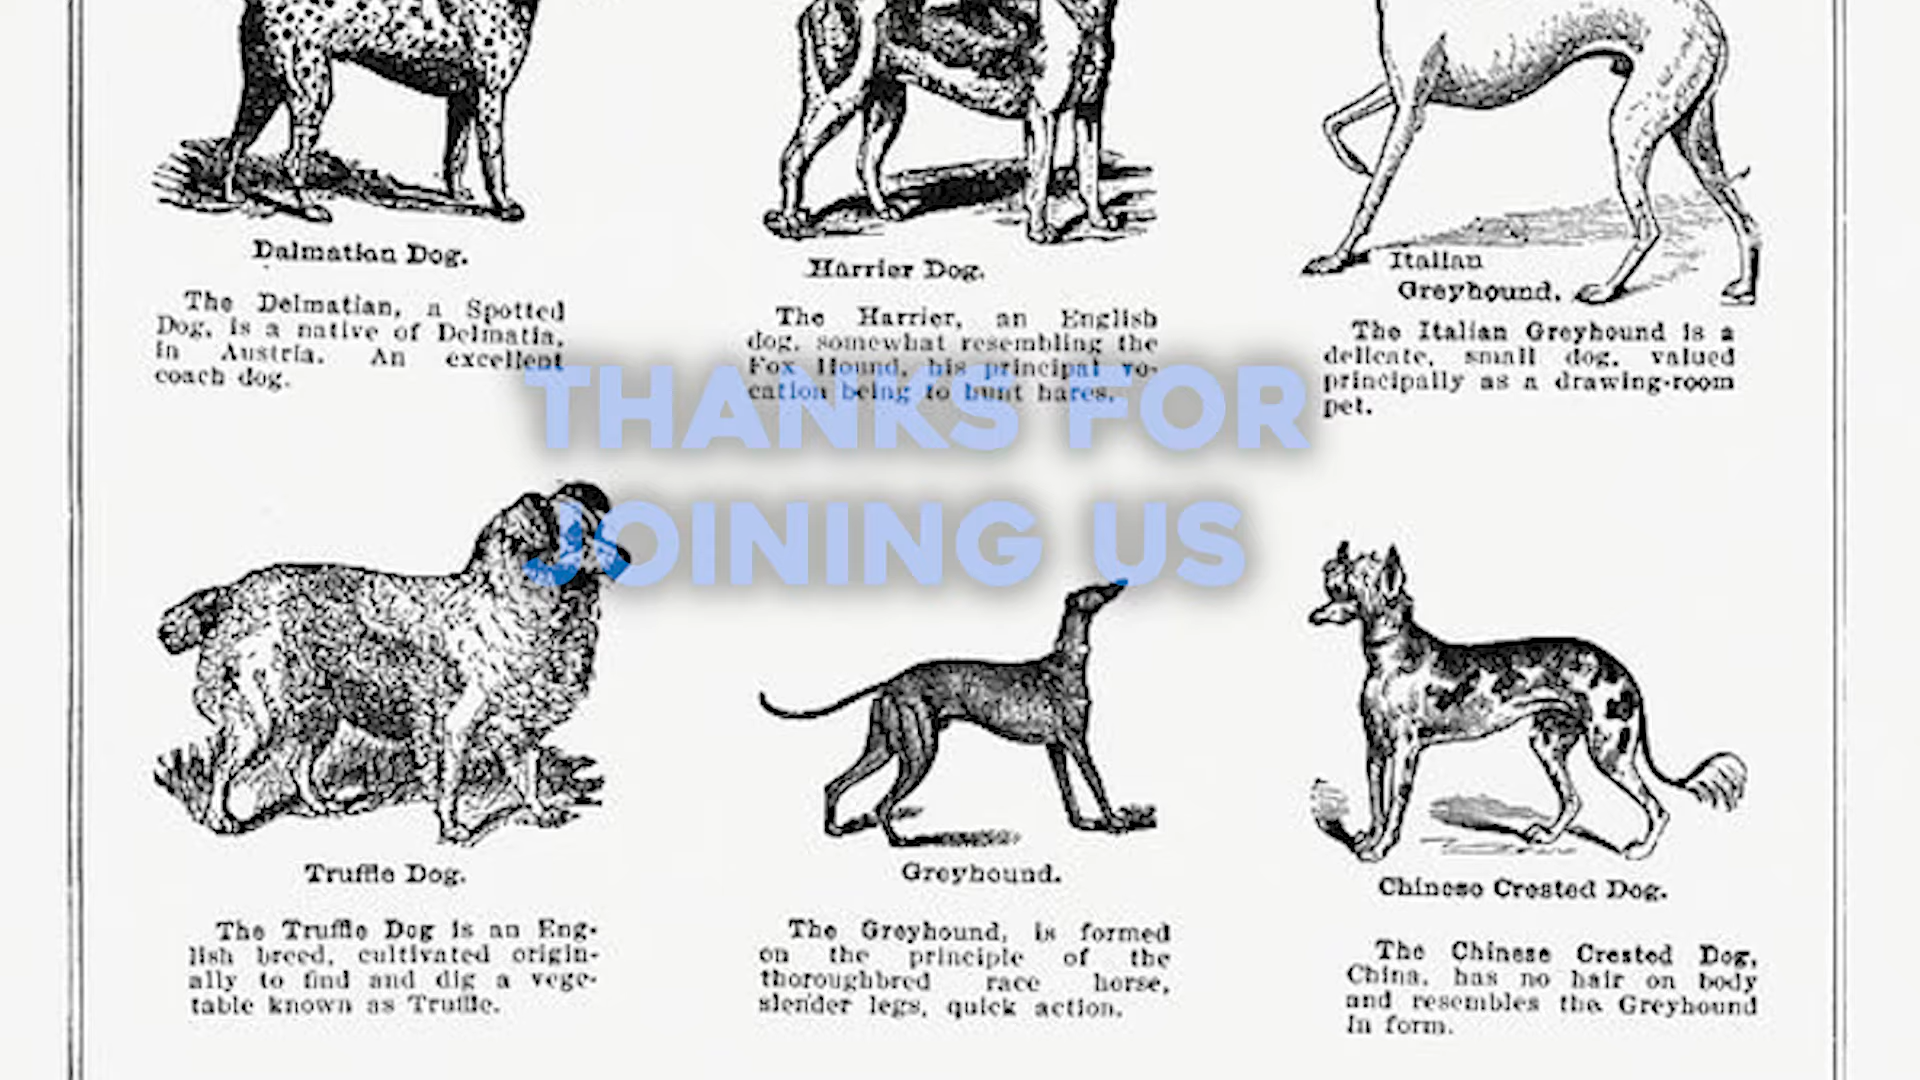 Dalmatian Dog.
The Delmatian, a Spotted
Dog, is a native of Delmatia,
in Austria. An excellent
coach dog.
Harrier Dog.
The Harrier, an English
dog, somewhat resembling the
Fox Hound, his principal vo-
cation being to hunt hares.
Italian
Greyhound.
The Italian Greyhound is a
delicate, small dog, valued
principally as a drawing-room
pet.
THANKS FOR
JOINING US
Truffle Dog.
The Truffle Dog is an Eng-
lish breed, cultivated origin-
ally to find and dig a vege-
table known as Truffle.
Greyhound.
The Greyhound, is formed
on the principle of the
thoroughbred race horse,
slender legs, quick action.
Chinese Crested Dog.
The Chinese Crested Dog,
China, has no hair on body
and resembles the Greyhound
in form.